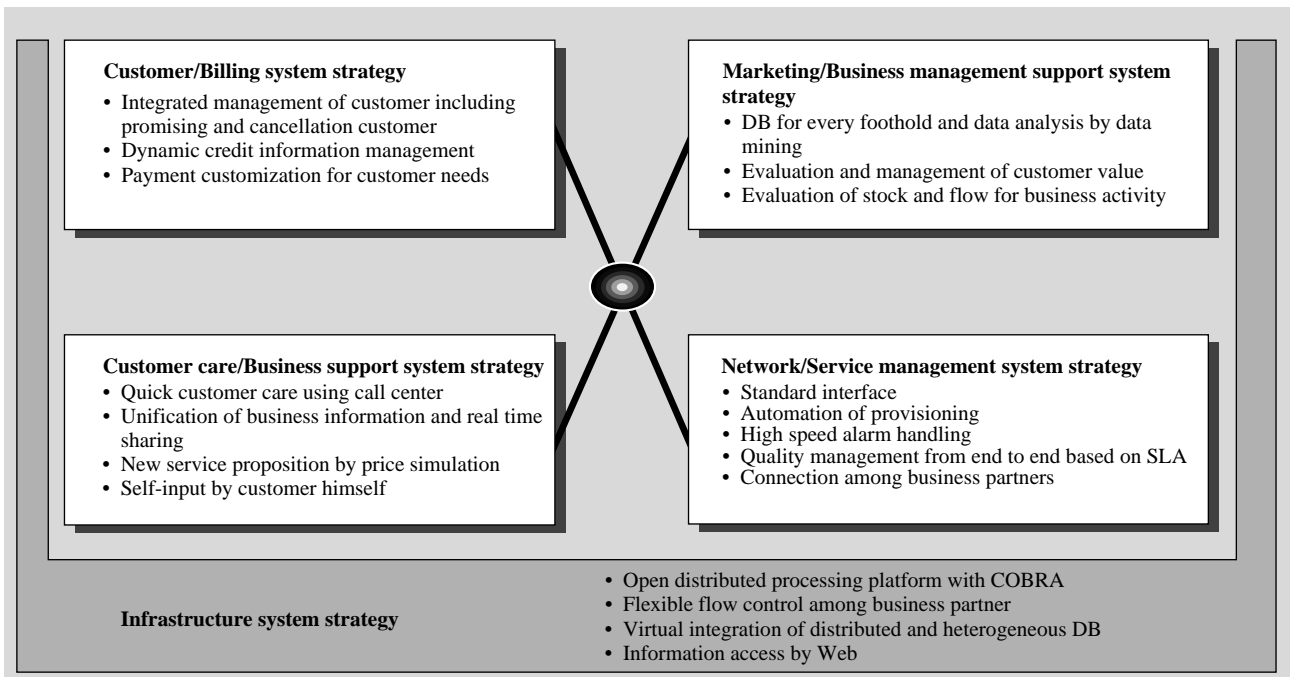 Customer/Billing system strategy
• Integrated management of customer including
promising and cancellation customer
• Dynamic credit information management
• Payment customization for customer needs
Marketing/Business management support system
strategy
• DB for every foothold and data analysis by data
mining
• Evaluation and management of customer value
• Evaluation of stock and flow for business activity
Customer care/Business support system strategy
• Quick customer care using call center
• Unification of business information and real time
sharing
• New service proposition by price simulation
• Self-input by customer himself
Network/Service management system strategy
• Standard interface
• Automation of provisioning
• High speed alarm handling
• Quality management from end to end based on SLA
• Connection among business partners
Infrastructure system strategy
• Open distributed processing platform with COBRA
• Flexible flow control among business partner
• Virtual integration of distributed and heterogeneous DB
• Information access by Web